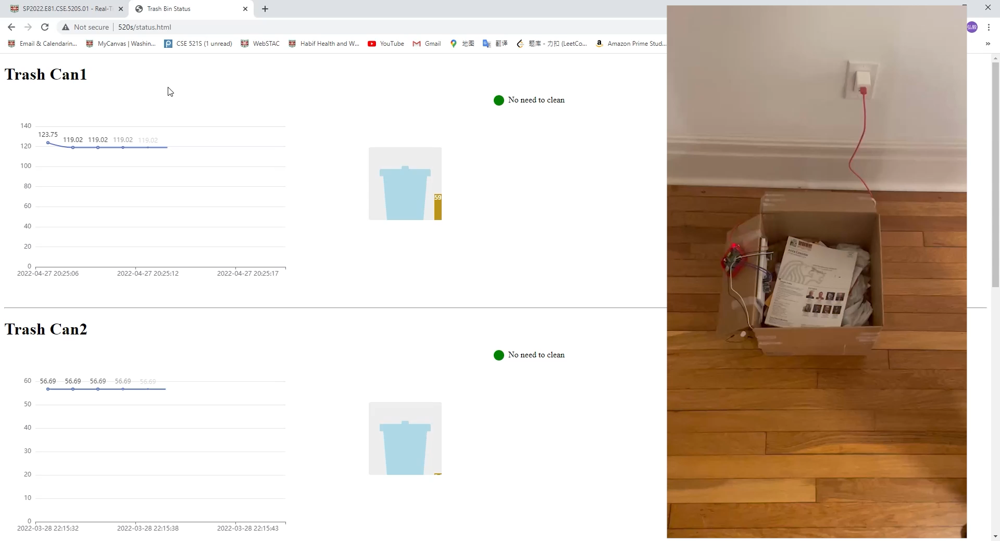 SP2022.E81.CSE.520S.01 - Real-T
Trash Bin Status
Not secure
520s/status.html
弘毅
Email & Calendarin...
MyCanvas | Washin...
CSE 521S (1 unread)
WebSTAC
Habif Health and W...
YouTube
Gmail
地图
翻译
题库 - 力扣 (LeetCo...
Amazon Prime Stud...
Trash Can1
No need to clean
140
120
100
80
60
40
20
0
123.75
119.02
119.02
119.02
119.02
2022-04-27 20:25:06
2022-04-27 20:25:12
2022-04-27 20:25:17
59
Trash Can2
No need to clean
60
50
40
30
20
10
0
56.69
56.69
56.69
56.69
56.69
2022-03-28 22:15:32
2022-03-28 22:15:38
2022-03-28 22:15:43